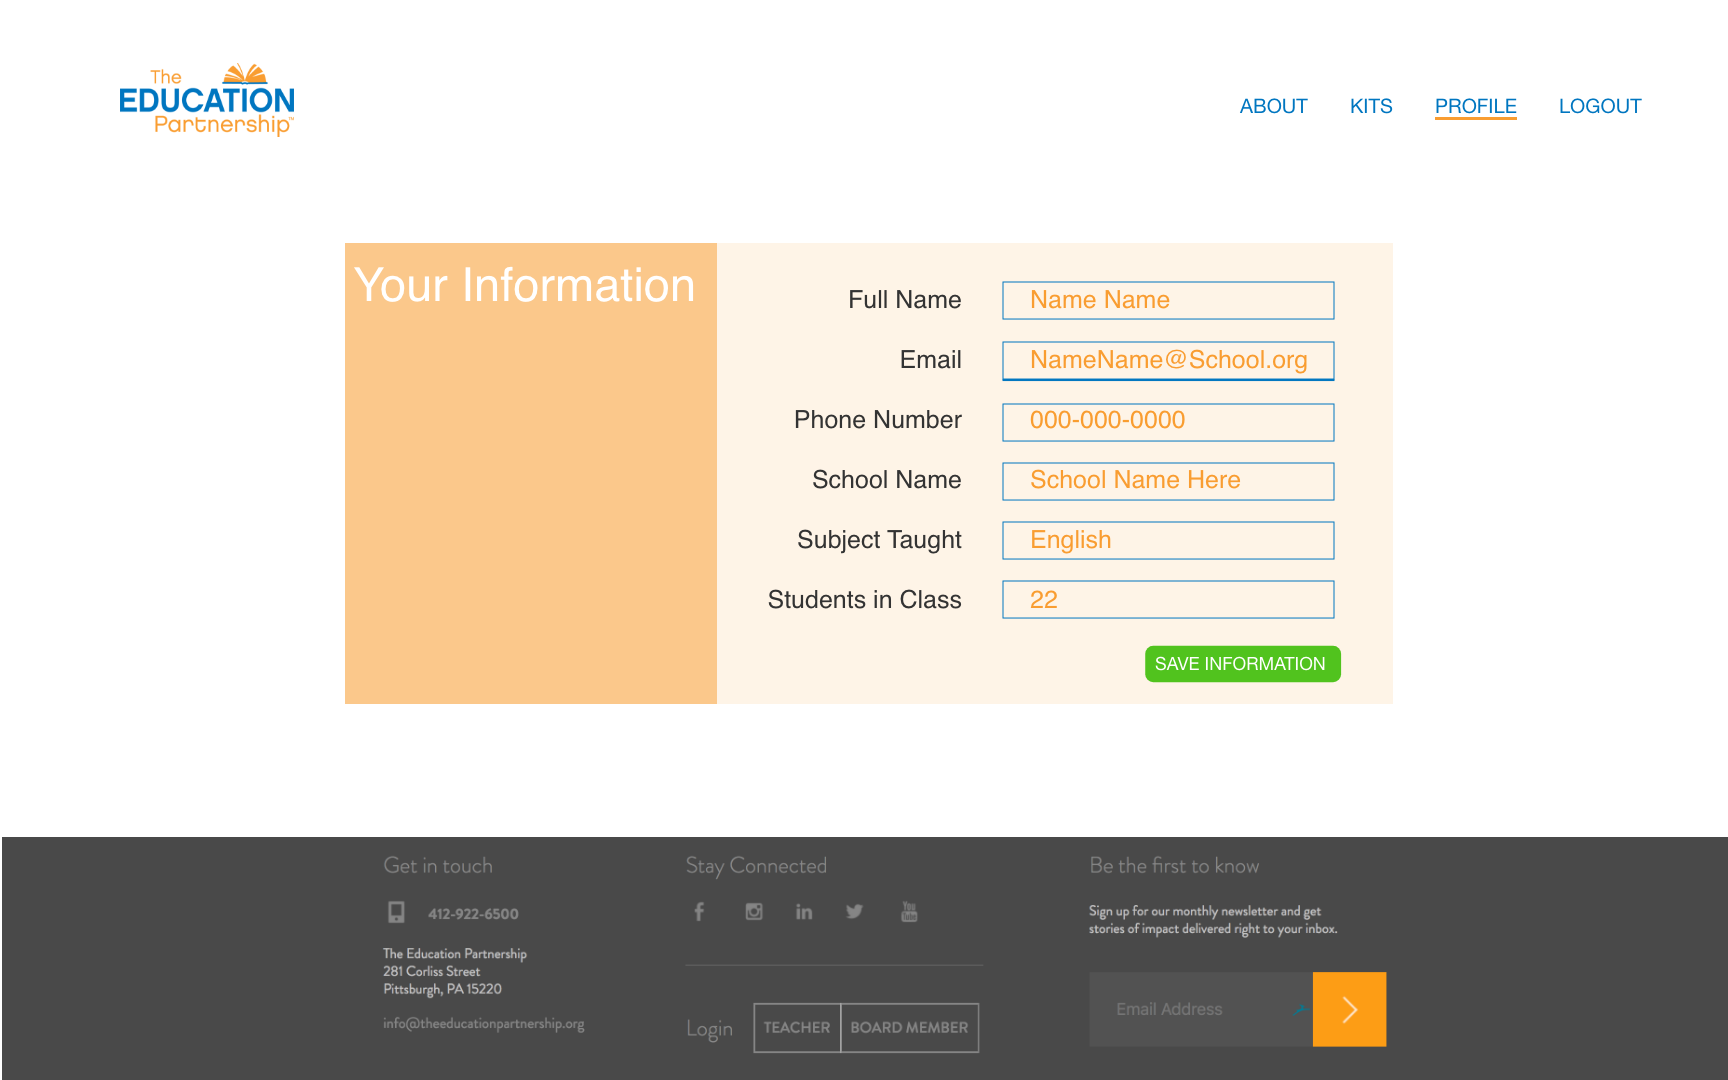 The
EDUCATION
Partnership™
ABOUT KITS PROFILE LOGOUT
Your Information
Full Name Name Name
Email NameName@School.org
Phone Number 000-000-0000
School Name School Name Here
Subject Taught English
Students in Class 22
SAVE INFORMATION
Get in touch
412-922-6500
The Education Partnership
281 Corliss Street
Pittsburgh, PA 15220
info@theeducationpartnership.org
Stay Connected
f in You Tube
Login TEACHER BOARD MEMBER
Be the first to know
Sign up for our monthly newsletter and get
stories of impact delivered right to your inbox.
Email Address